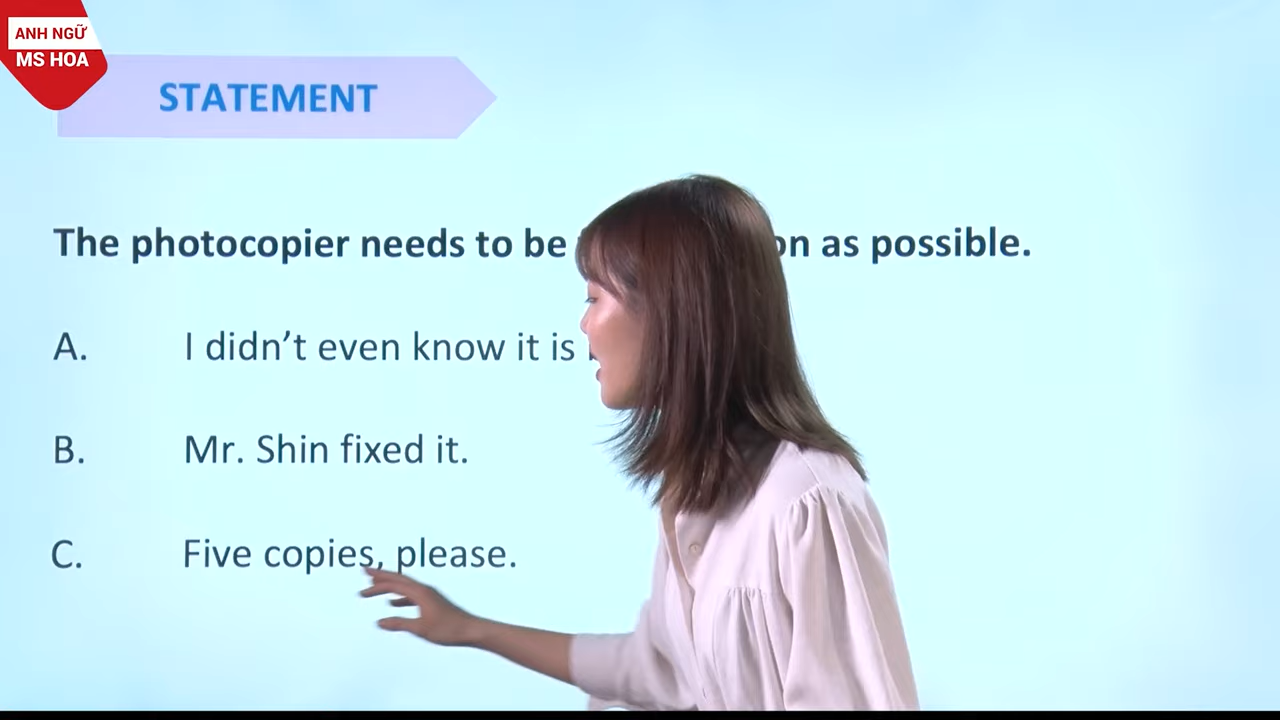 ANH NGỮ
MS HOA
STATEMENT
The photocopier needs to be on as possible.
A. I didn't even know it is
B. Mr. Shin fixed it.
C. Five copies, please.